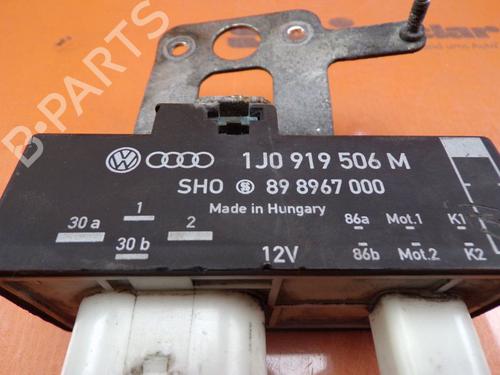 B-PARTS
1J0 919 506 M
SHO 89 8967 000
Made in Hungary
30 a 1 2 86a Mot.1 K1
30 b 12V 86b Mot.2 K2